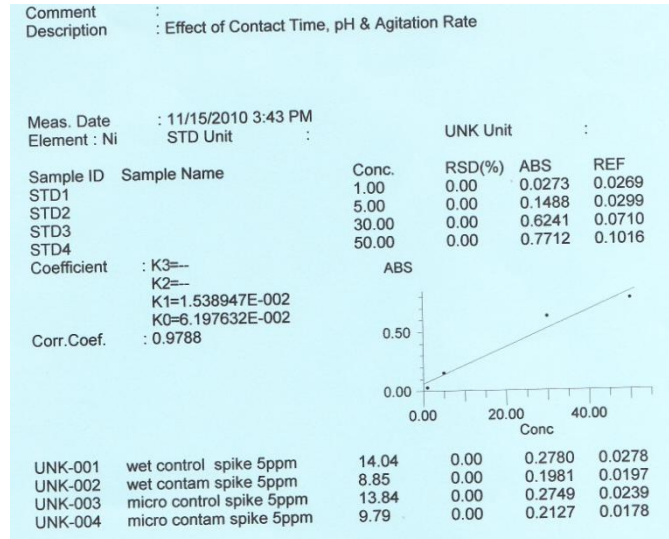 Comment :
Description : Effect of Contact Time, pH & Agitation Rate
Meas. Date : 11/15/2010 3:43 PM
Element : Ni STD Unit : UNK Unit :
Sample ID Sample Name Conc. RSD(%) ABS REF
STD1 1.00 0.00 0.0273 0.0269
STD2 5.00 0.00 0.1488 0.0299
STD3 30.00 0.00 0.6241 0.0710
STD4 50.00 0.00 0.7712 0.1016
Coefficient : K3=--
K2=--
K1=1.538947E-002
K0=6.197632E-002
Corr.Coef. : 0.9788
ABS
0.50
0.00
0.00 20.00 40.00
Conc
UNK-001 wet control spike 5ppm 14.04 0.00 0.2780 0.0278
UNK-002 wet contam spike 5ppm 8.85 0.00 0.1981 0.0197
UNK-003 micro control spike 5ppm 13.84 0.00 0.2749 0.0239
UNK-004 micro contam spike 5ppm 9.79 0.00 0.2127 0.0178